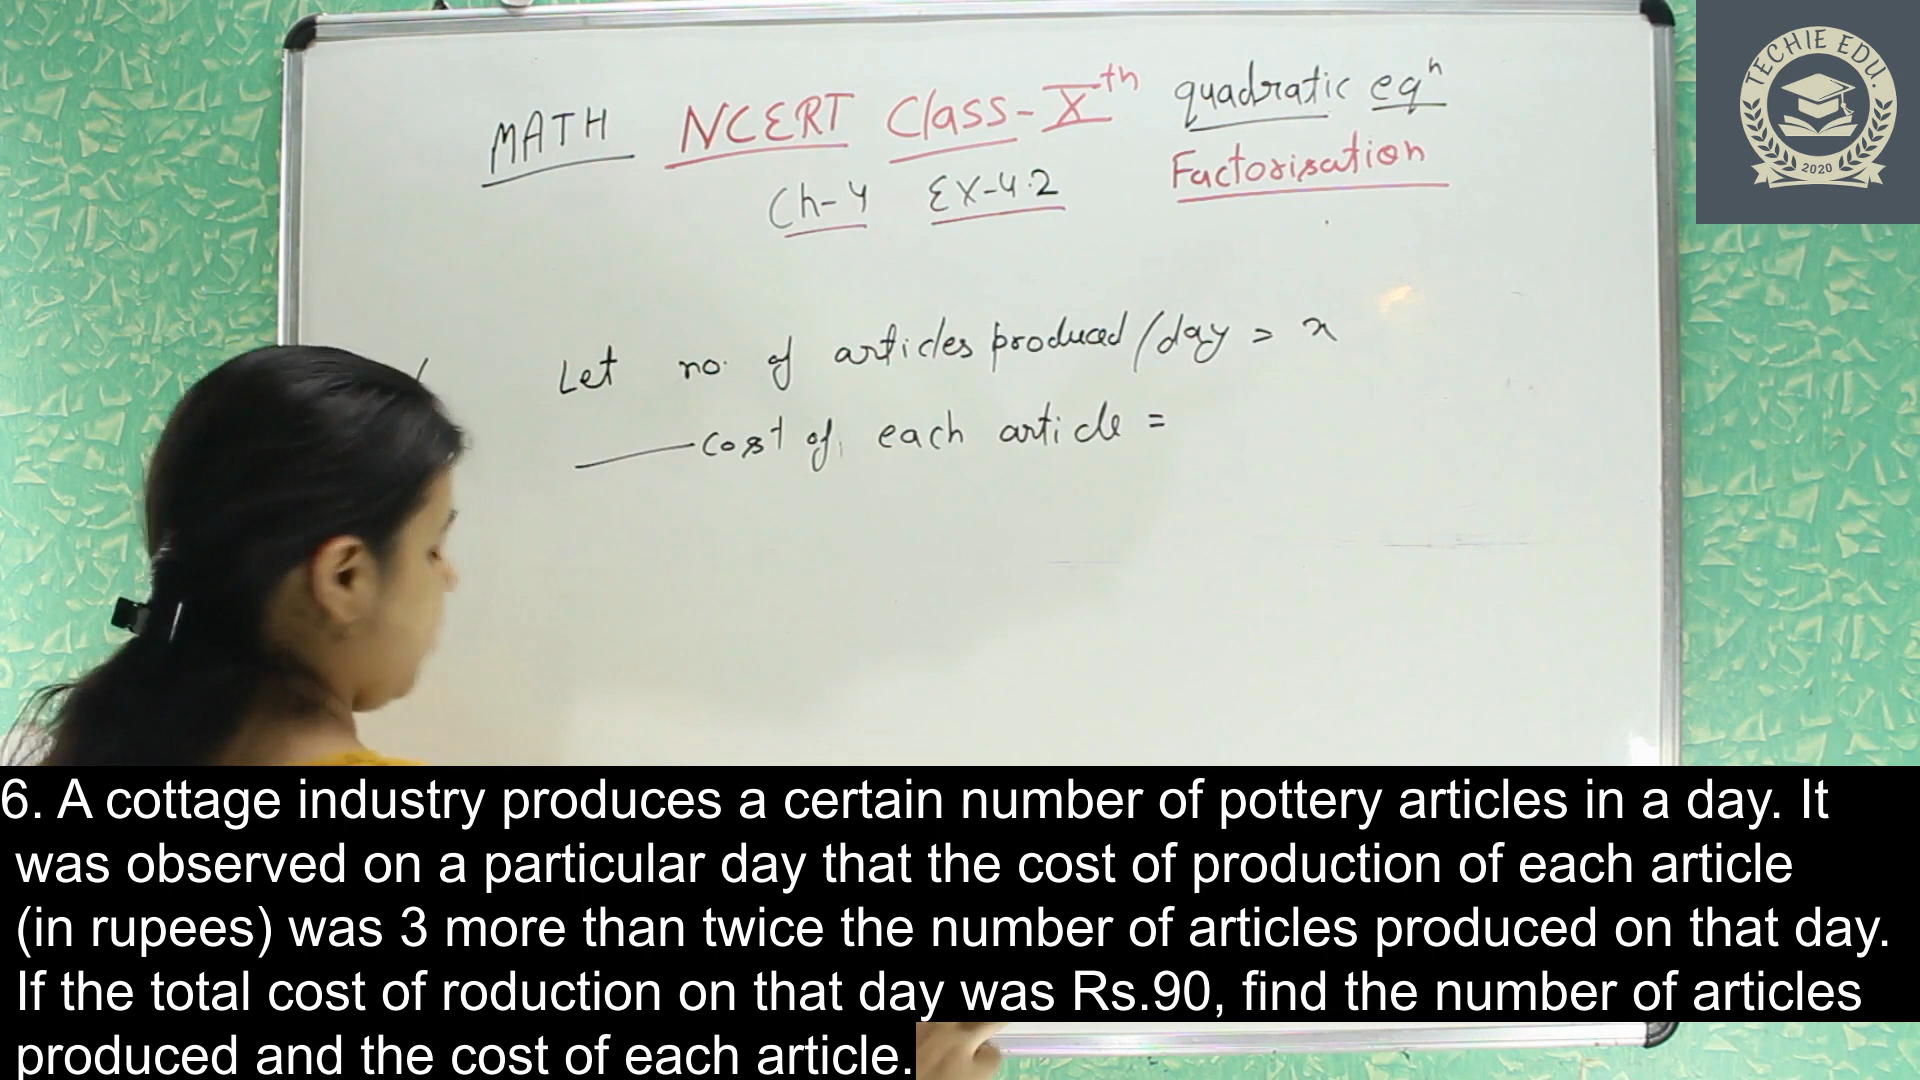 MATH NCERT Class-Xth quadratic eqn
Factorisation
Ch-4 EX-4.2
TECHIE EDU.
2020
Let no. of articles produced/day = x
cost of each article =
6. A cottage industry produces a certain number of pottery articles in a day. It
was observed on a particular day that the cost of production of each article
(in rupees) was 3 more than twice the number of articles produced on that day.
If the total cost of roduction on that day was Rs.90, find the number of articles
produced and the cost of each article.